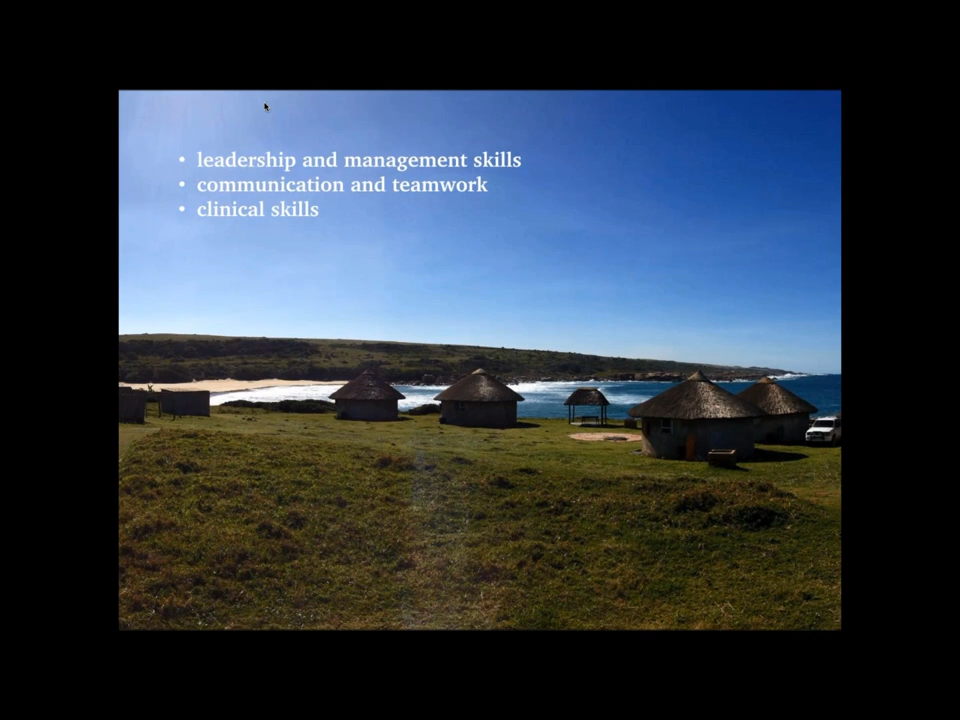 • leadership and management skills
• communication and teamwork
• clinical skills